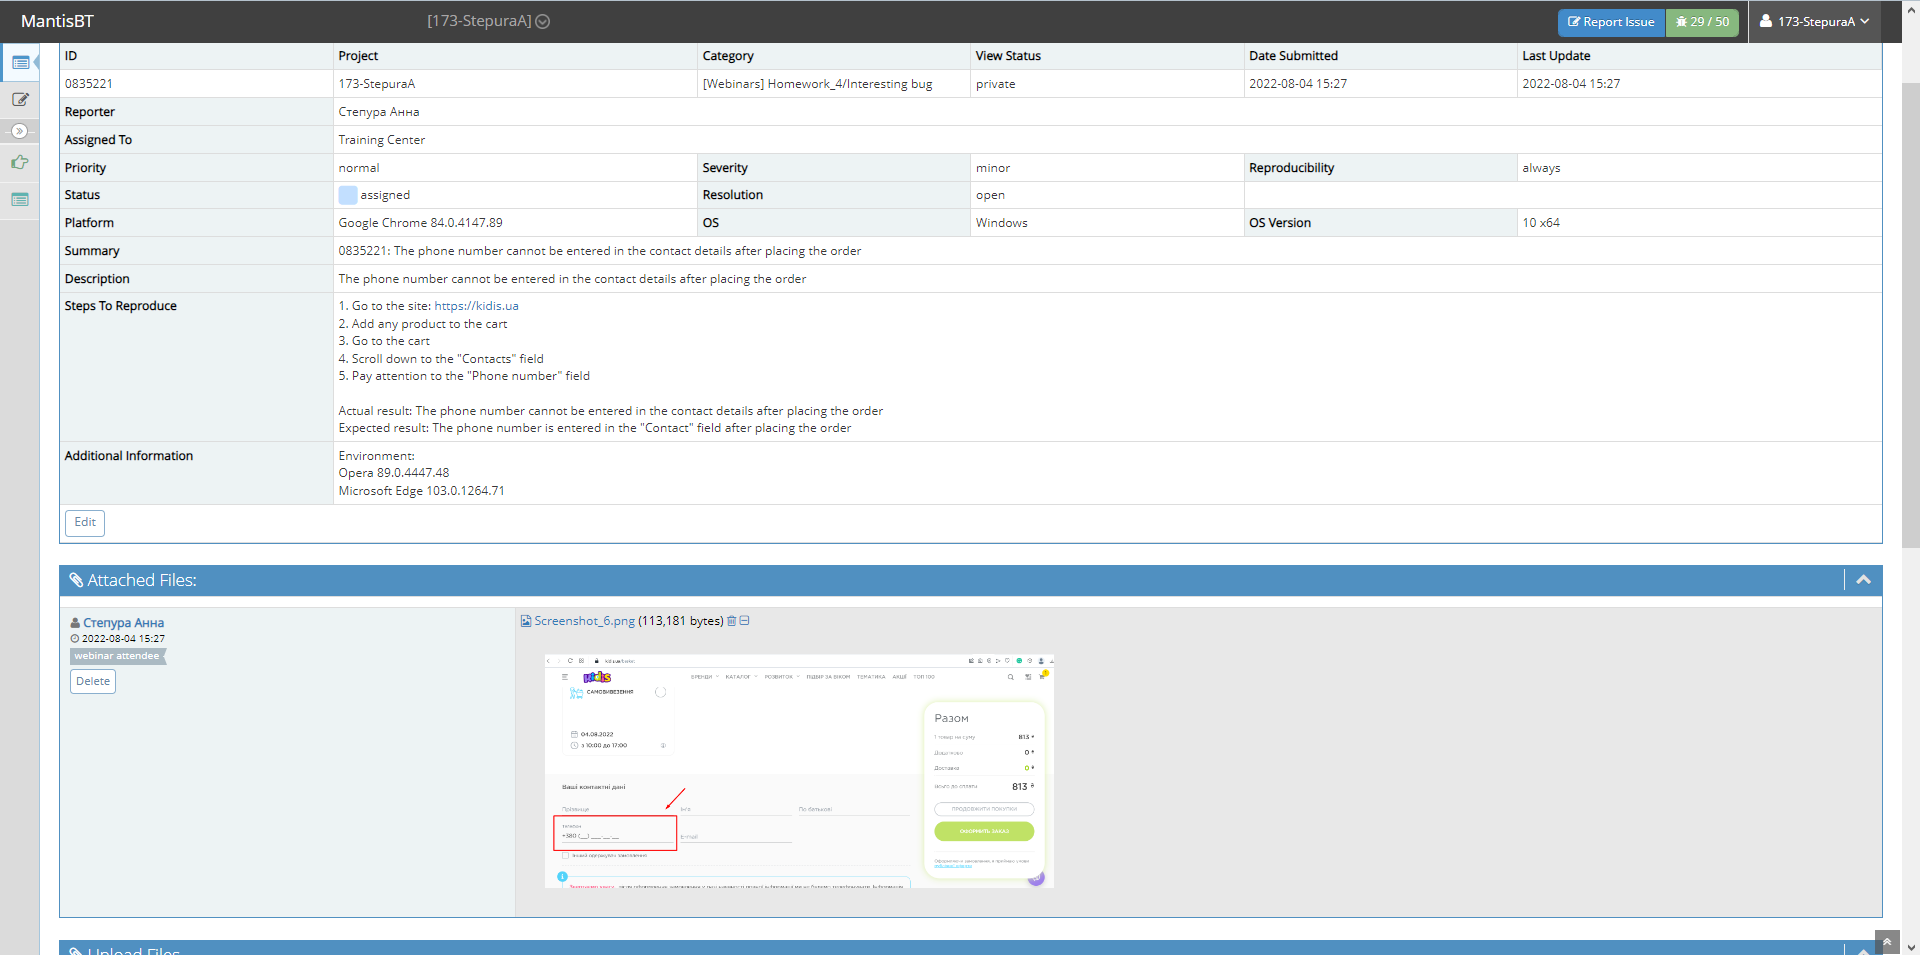 MantisBT
[173-StepuraA]
Report Issue
29 / 50
173-StepuraA
ID Project Category View Status Date Submitted Last Update
0835221 173-StepuraA [Webinars] Homework_4/Interesting bug private 2022-08-04 15:27 2022-08-04 15:27
Reporter Степура Анна
Assigned To Training Center
Priority normal Severity minor Reproducibility always
Status assigned Resolution open
Platform Google Chrome 84.0.4147.89 OS Windows OS Version 10 x64
Summary 0835221: The phone number cannot be entered in the contact details after placing the order
Description The phone number cannot be entered in the contact details after placing the order
Steps To Reproduce 1. Go to the site: https://kidis.ua
2. Add any product to the cart
3. Go to the cart
4. Scroll down to the "Contacts" field
5. Pay attention to the "Phone number" field
Actual result: The phone number cannot be entered in the contact details after placing the order
Expected result: The phone number is entered in the "Contact" field after placing the order
Additional Information Environment:
Opera 89.0.4447.48
Microsoft Edge 103.0.1264.71
Edit
Attached Files:
Степура Анна
2022-08-04 15:27
webinar attendee
Delete
Screenshot_6.png (113,181 bytes)
Kidis
БРЕНДИ КАТАЛОГ РОЗВИТОК ПІДБІР ЗА ВІКОМ ТЕМАТИКА АКЦІЇ ТОП 100
САМОВИВЕЗЕННЯ
04.08.2022
з 10:00 до 17:00
Разом
1 товар на суму 813 ₴
0 ₴
Доставка 0 ₴
Всього до сплати 813 ₴
ПРОДОВЖИТИ ПОКУПКИ
ОФОРМИТЬ ЗАКАЗ
Ваші контактні дані
Прізвище Ім'я По батькові
Телефон
+380 (__) ___-__-__ E-mail
Upload Files